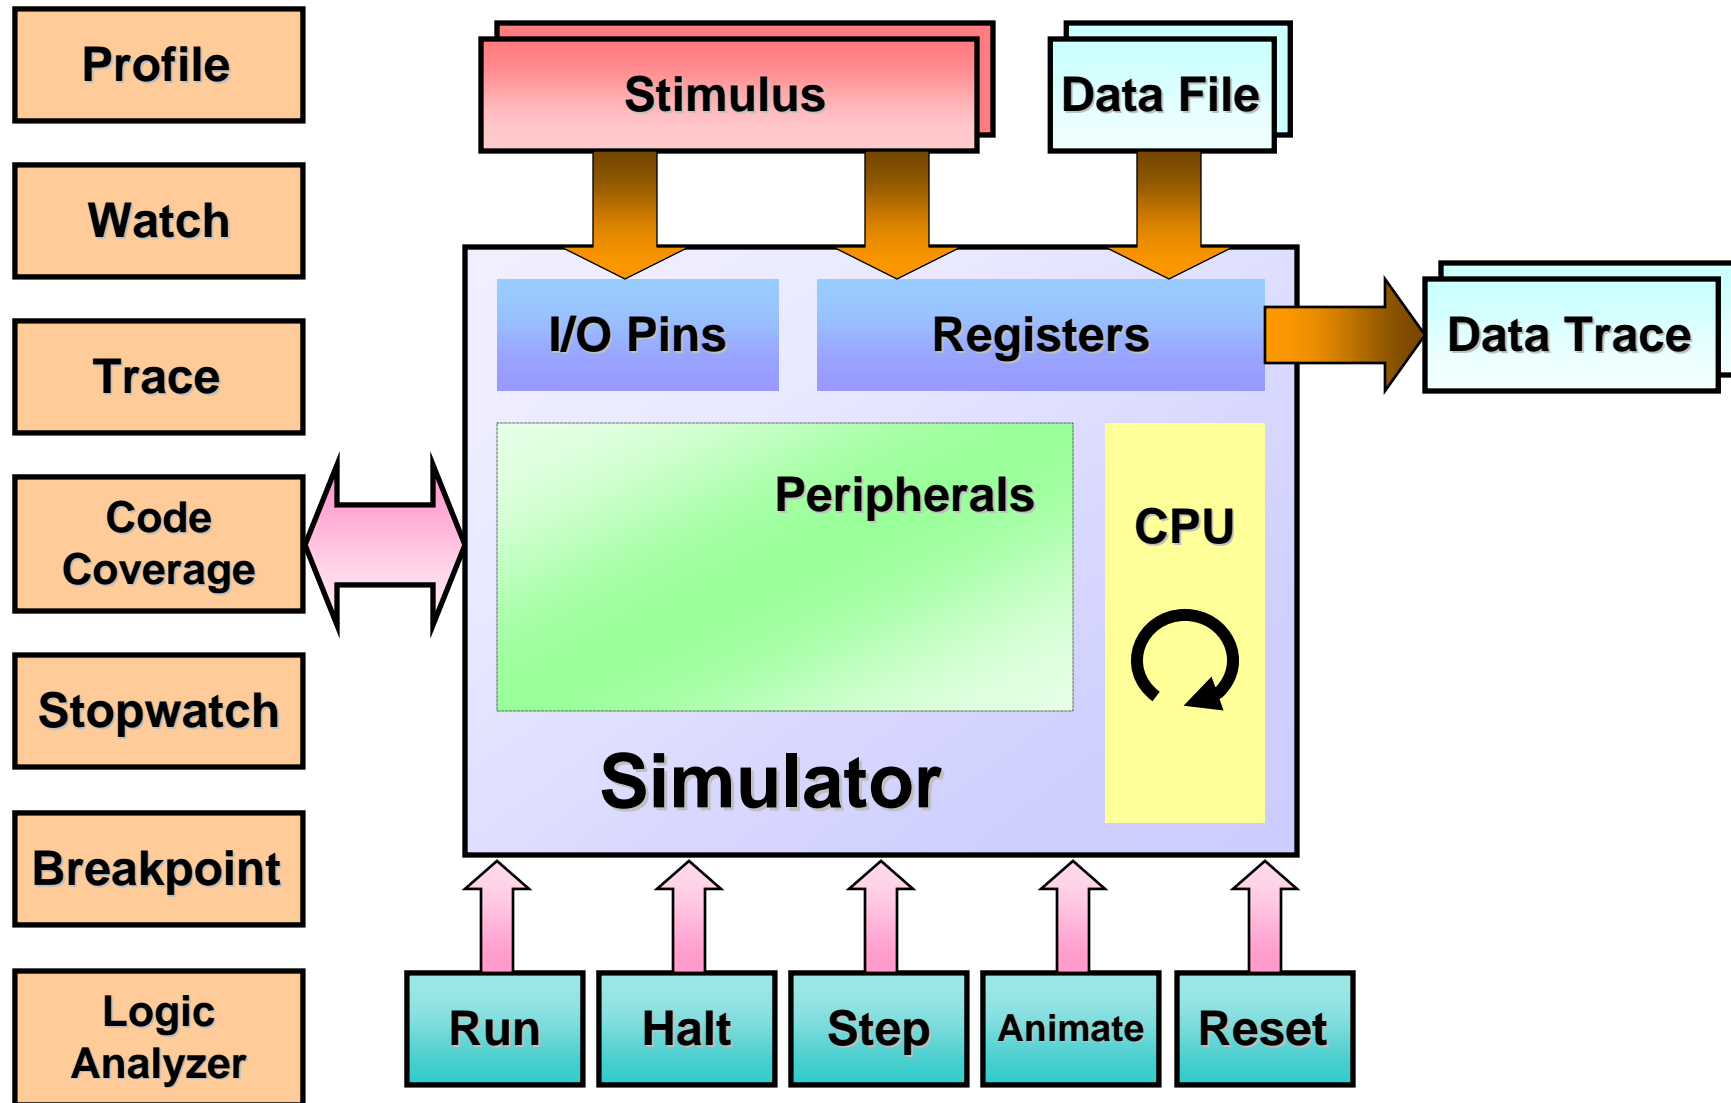 Profile
Watch
Trace
Code
Coverage
Stopwatch
Breakpoint
Logic
Analyzer
Stimulus
Data File
I/O Pins
Registers
Data Trace
Peripherals
CPU
Simulator
Run
Halt
Step
Animate
Reset